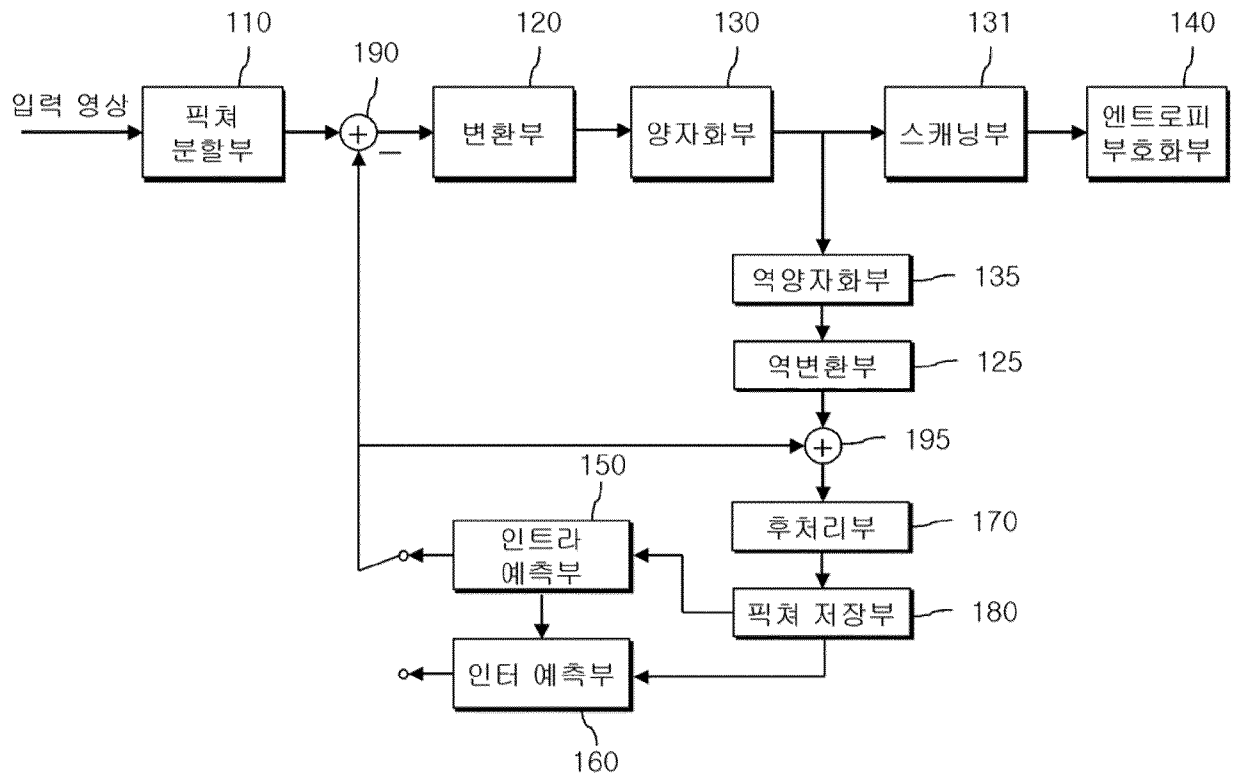 110
190
120
130
131
140
입력 영상
픽쳐
분할부
+
−
변환부
양자화부
스캐닝부
엔트로피
부호화부
역양자화부
135
역변환부
125
+
195
150
후처리부
170
인트라
예측부
픽쳐 저장부
180
인터 예측부
160